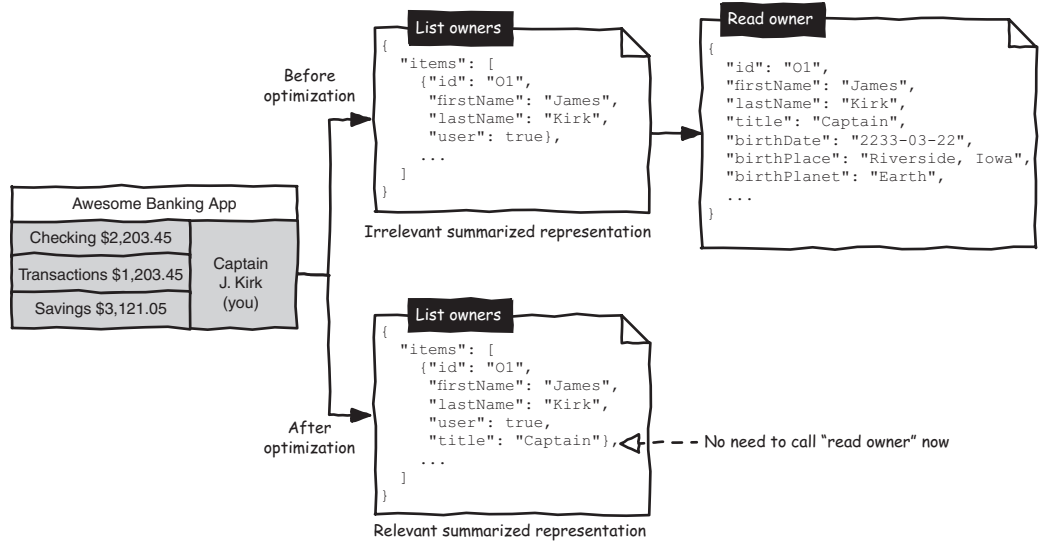 Awesome Banking App
Checking $2,203.45
Transactions $1,203.45
Savings $3,121.05
Captain
J. Kirk
(you)
Before
optimization
List owners
{
"items": [
{"id": "O1",
"firstName": "James",
"lastName": "Kirk",
"user": true},
...
]
}
Irrelevant summarized representation
Read owner
{
"id": "O1",
"firstName": "James",
"lastName": "Kirk",
"title": "Captain",
"birthDate": "2233-03-22",
"birthPlace": "Riverside, Iowa",
"birthPlanet": "Earth",
...
}
After
optimization
List owners
{
"items": [
{"id": "O1",
"firstName": "James",
"lastName": "Kirk",
"user": true,
"title": "Captain"},
...
]
}
No need to call “read owner” now
Relevant summarized representation